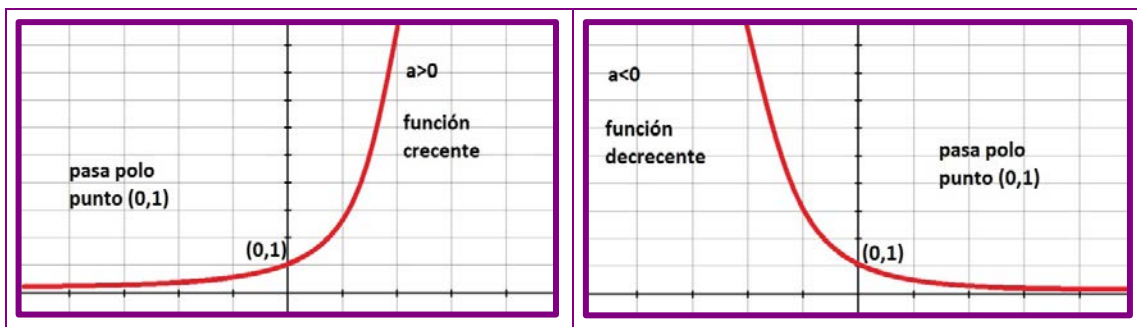 a>0
función
crecente
pasa polo
punto (0,1)
(0,1)
a<0
función
decrecente
pasa polo
punto (0,1)
(0,1)